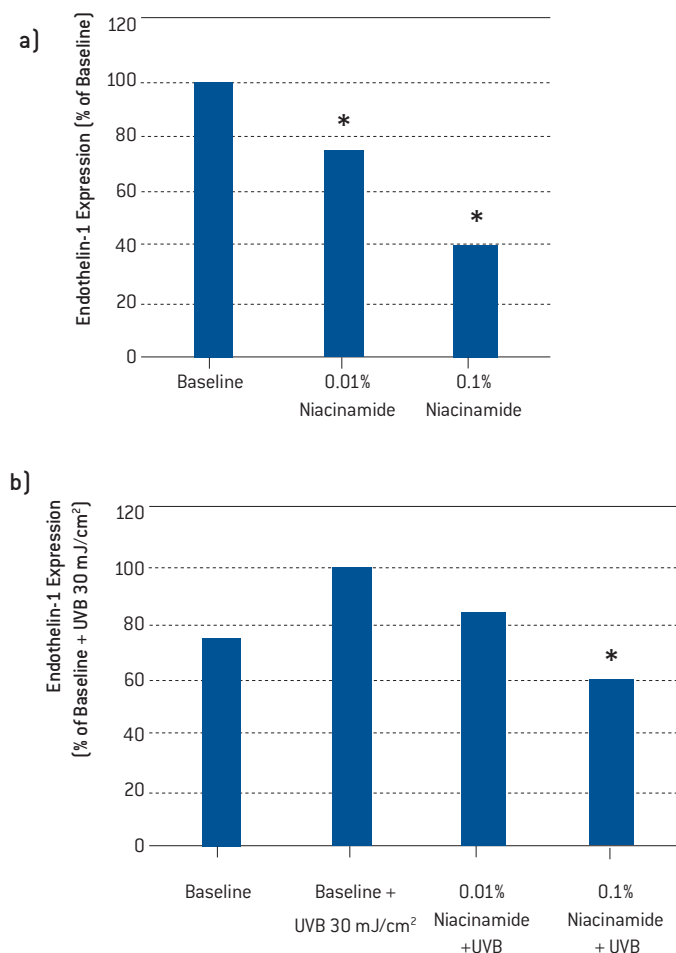 a)
Endothelin-1 Expression (% of Baseline)
120
100
80
60
40
20
0
*
*
Baseline
0.01%
Niacinamide
0.1%
Niacinamide
b)
Endothelin-1 Expression
(% of Baseline + UVB 30 mJ/cm²)
120
100
80
60
40
20
0
*
Baseline
Baseline +
UVB 30 mJ/cm²
0.01%
Niacinamide
+UVB
0.1%
Niacinamide
+ UVB